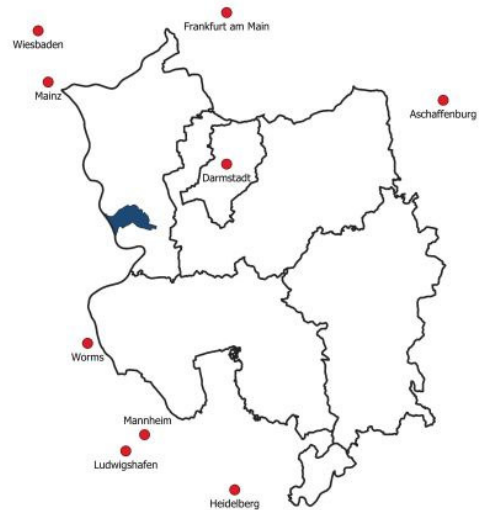 Frankfurt am Main
Wiesbaden
Mainz
Aschaffenburg
Darmstadt
Worms
Mannheim
Ludwigshafen
Heidelberg